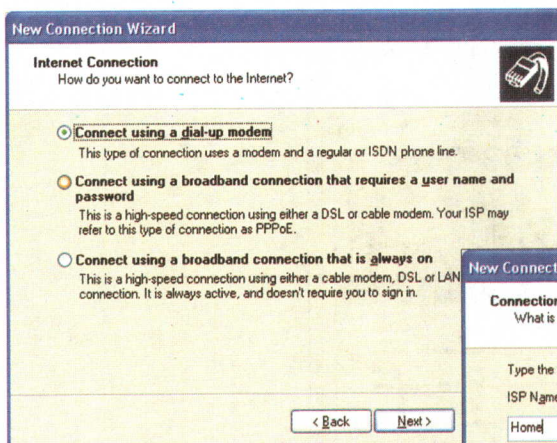 New Connection Wizard
Internet Connection
How do you want to connect to the Internet?
Connect using a dial-up modem
This type of connection uses a modem and a regular or ISDN phone line.
Connect using a broadband connection that requires a user name and
password
This is a high-speed connection using either a DSL or cable modem. Your ISP may
refer to this type of connection as PPPoE.
Connect using a broadband connection that is always on
This is a high-speed connection using either a cable modem, DSL or LAN
connection. It is always active, and doesn't require you to sign in.
< Back
Next >
New Connect
Connection
What is
Type the
ISP Name
Home